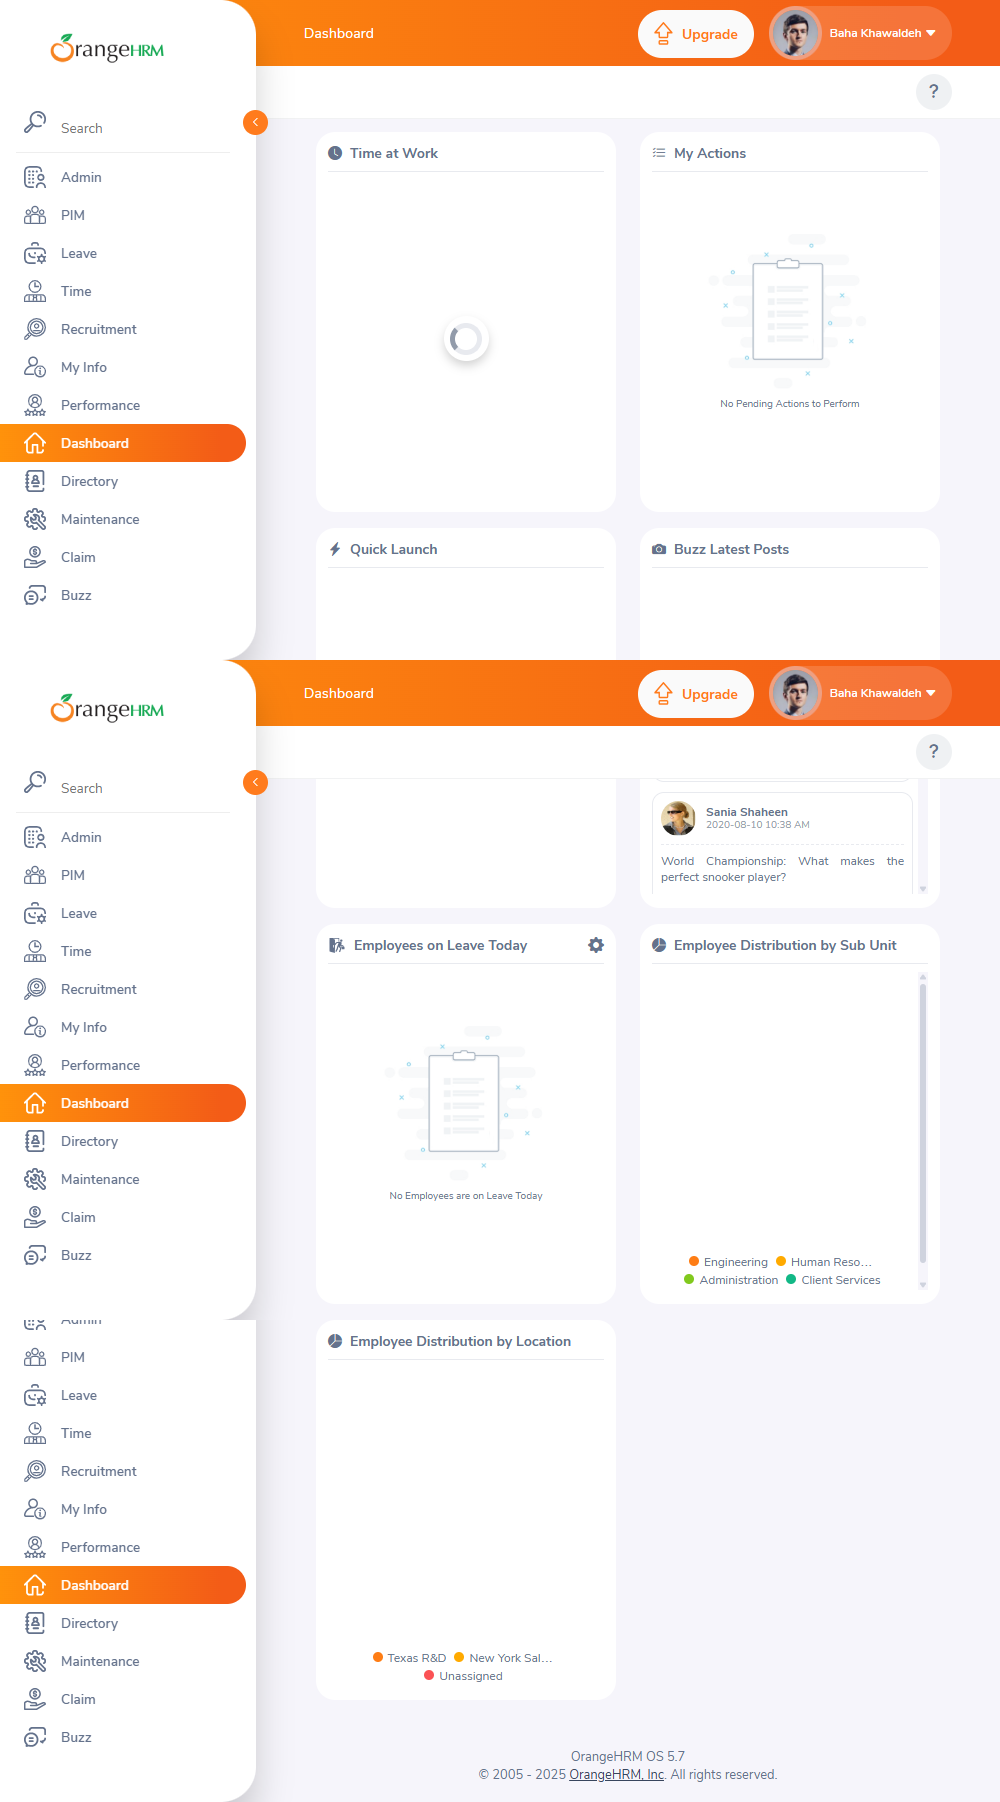 OrangeHRM
Dashboard
Upgrade
Baha Khawaldeh
?
Search
Admin
PIM
Leave
Time
Recruitment
My Info
Performance
Dashboard
Directory
Maintenance
Claim
Buzz
Time at Work
My Actions
No Pending Actions to Perform
Quick Launch
Buzz Latest Posts
OrangeHRM
Dashboard
Upgrade
Baha Khawaldeh
?
Search
Admin
PIM
Leave
Time
Recruitment
My Info
Performance
Dashboard
Directory
Maintenance
Claim
Buzz
Sania Shaheen
2020-08-10 10:38 AM
World Championship: What makes the
perfect snooker player?
Employees on Leave Today
No Employees are on Leave Today
Employee Distribution by Sub Unit
Engineering
Human Reso...
Administration
Client Services
Admin
PIM
Leave
Time
Recruitment
My Info
Performance
Dashboard
Directory
Maintenance
Claim
Buzz
Employee Distribution by Location
Texas R&D
New York Sal...
Unassigned
OrangeHRM OS 5.7
© 2005 - 2025 OrangeHRM, Inc. All rights reserved.